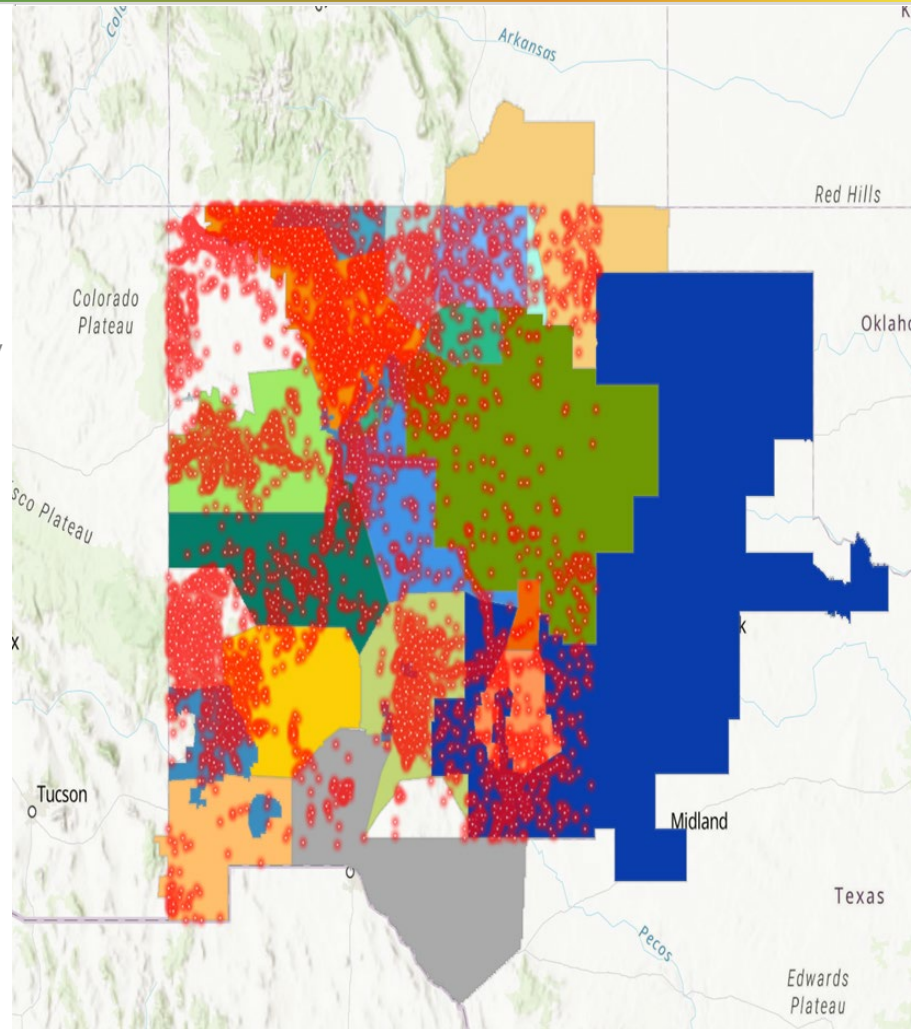 Arkansas
Red Hills
Colorado
Plateau
Oklaho
sco Plateau
Tucson
Midland
Texas
Pecos
Edwards
Plateau